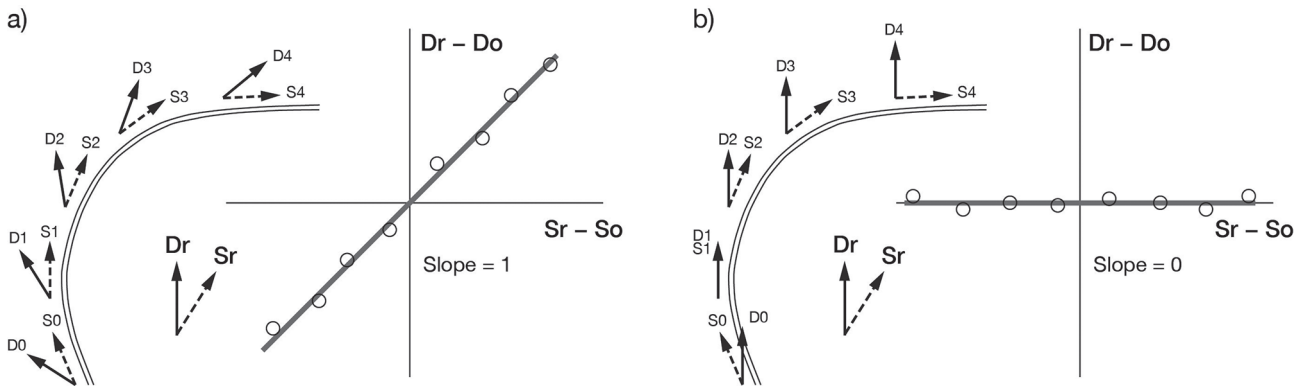 a)
Dr – Do
D4
D3
S4
S3
D2
S2
Sr – So
D1
S1
Dr
Sr
Slope = 1
S0
D0
b)
D4
Dr – Do
D3
S4
S3
D2
S2
Sr – So
D1
S1
Dr
Sr
Slope = 0
S0
D0